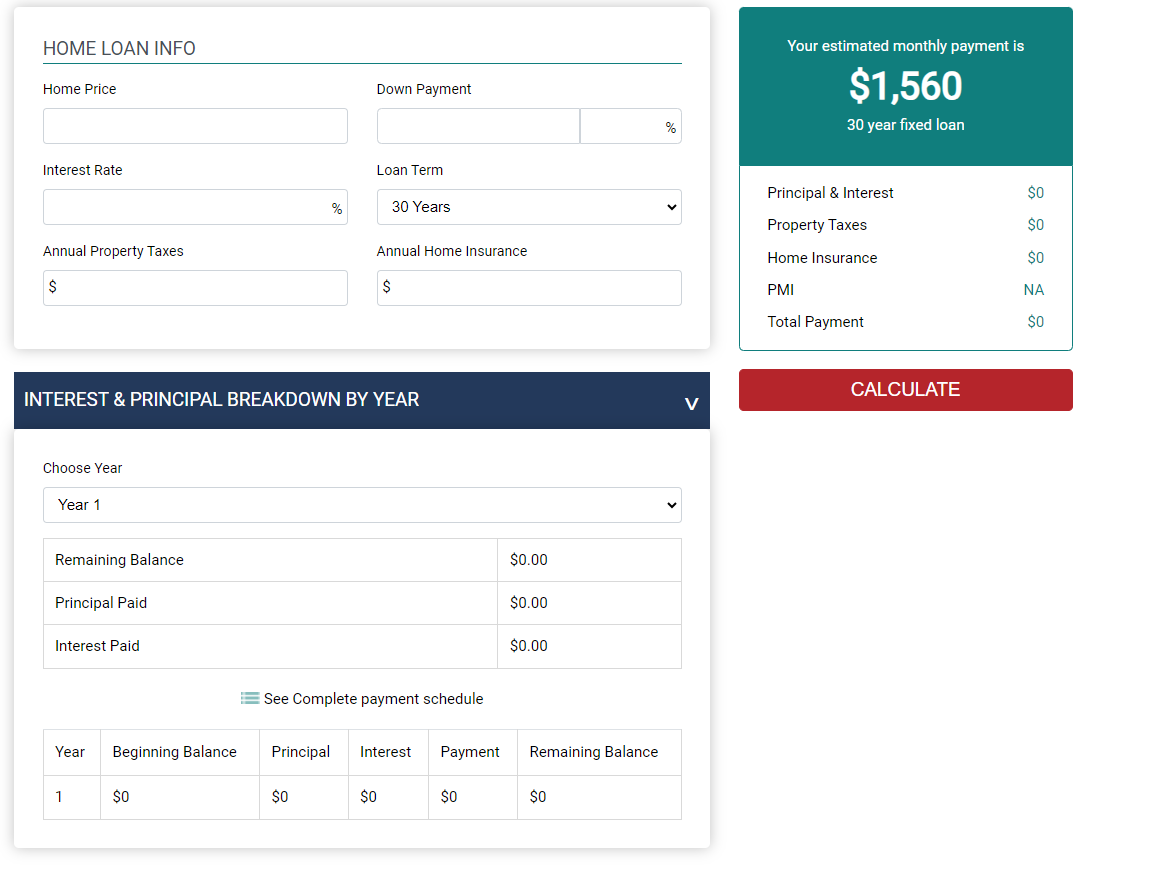 HOME LOAN INFO
Home Price
Down Payment
%
Interest Rate
Loan Term
%
30 Years
Annual Property Taxes
Annual Home Insurance
$
$
Your estimated monthly payment is
$1,560
30 year fixed loan
Principal & Interest $0
Property Taxes $0
Home Insurance $0
PMI NA
Total Payment $0
CALCULATE
INTEREST & PRINCIPAL BREAKDOWN BY YEAR V
Choose Year
Year 1
Remaining Balance $0.00
Principal Paid $0.00
Interest Paid $0.00
See Complete payment schedule
Year Beginning Balance Principal Interest Payment Remaining Balance
1 $0 $0 $0 $0 $0